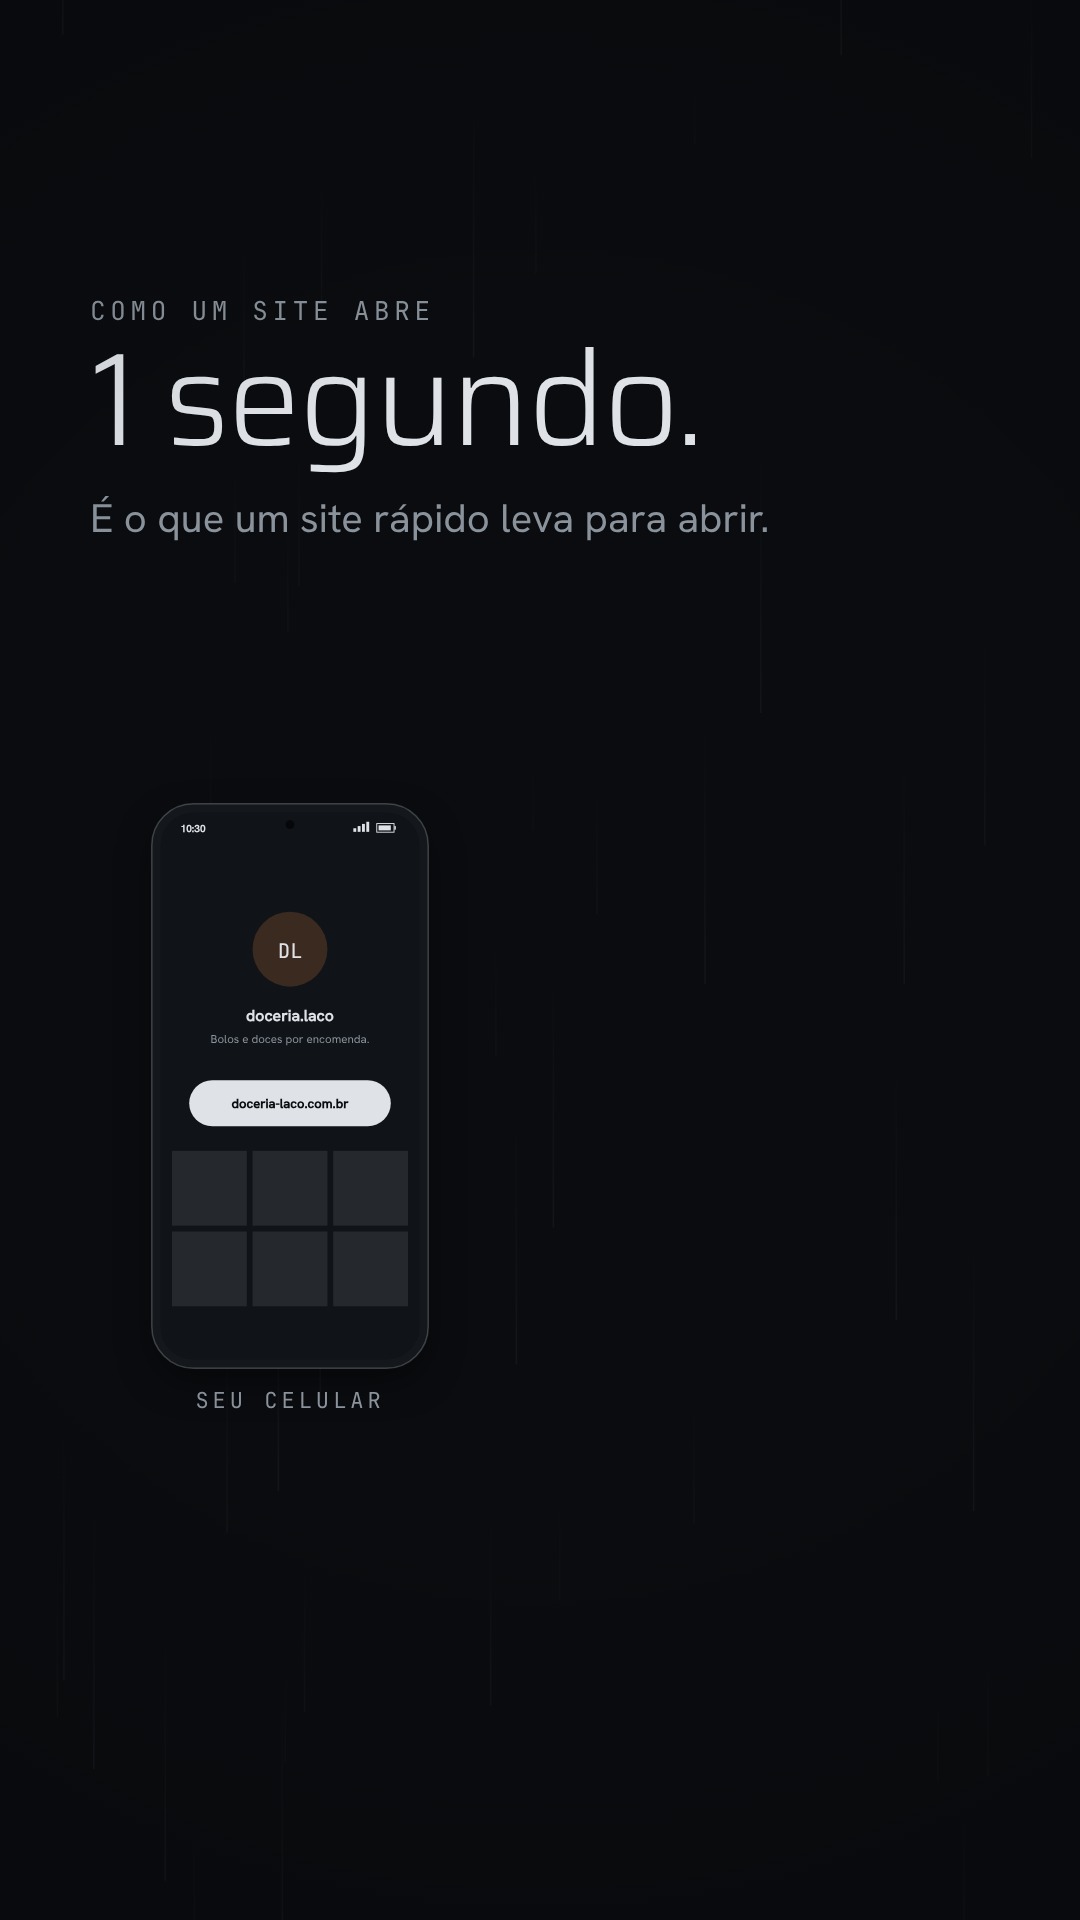 COMO UM SITE ABRE
1 segundo.
É o que um site rápido leva para abrir.
10:30
DL
doceria.laco
Bolos e doces por encomenda.
doceria-laco.com.br
SEU CELULAR